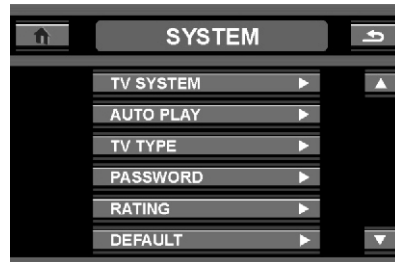 SYSTEM
TV SYSTEM
AUTO PLAY
TV TYPE
PASSWORD
RATING
DEFAULT